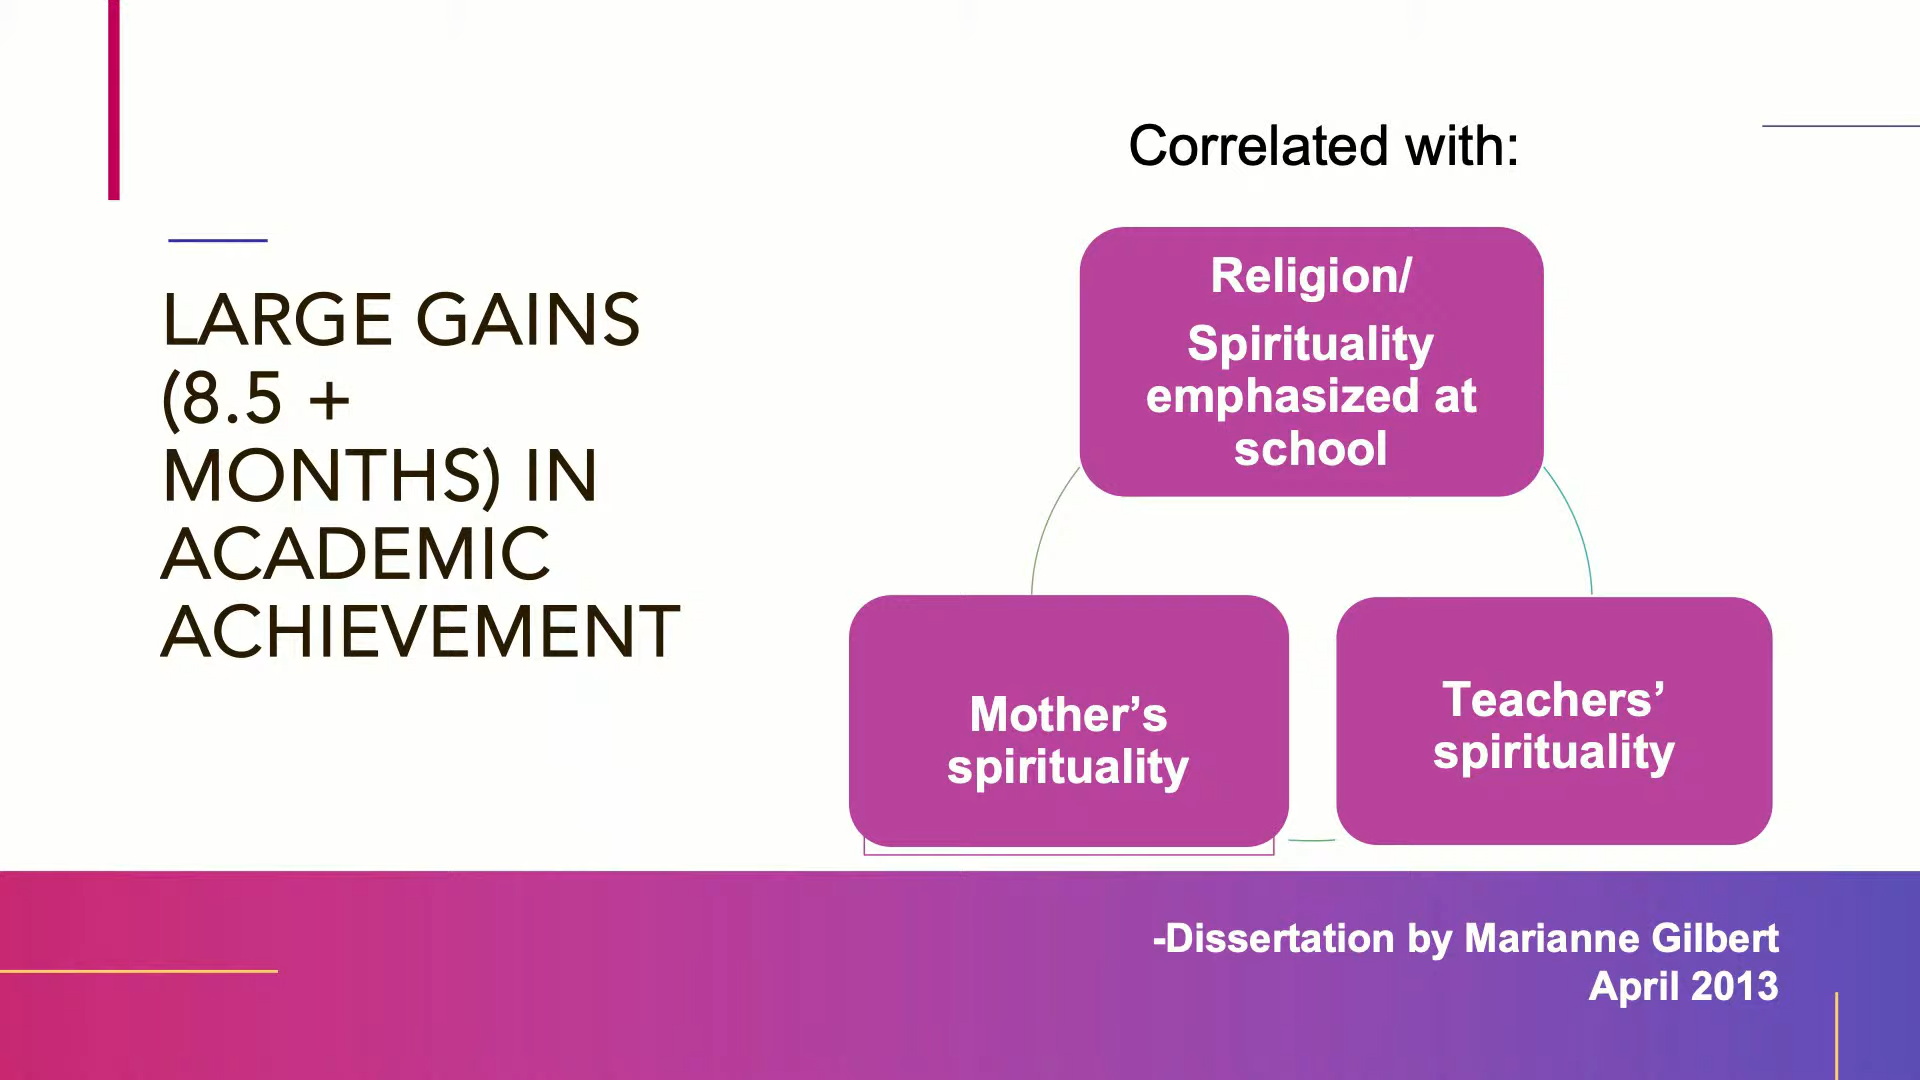 LARGE GAINS
(8.5 +
MONTHS) IN
ACADEMIC
ACHIEVEMENT
Correlated with:
Religion/
Spirituality
emphasized at
school
Mother’s
spirituality
Teachers’
spirituality
-Dissertation by Marianne Gilbert
April 2013